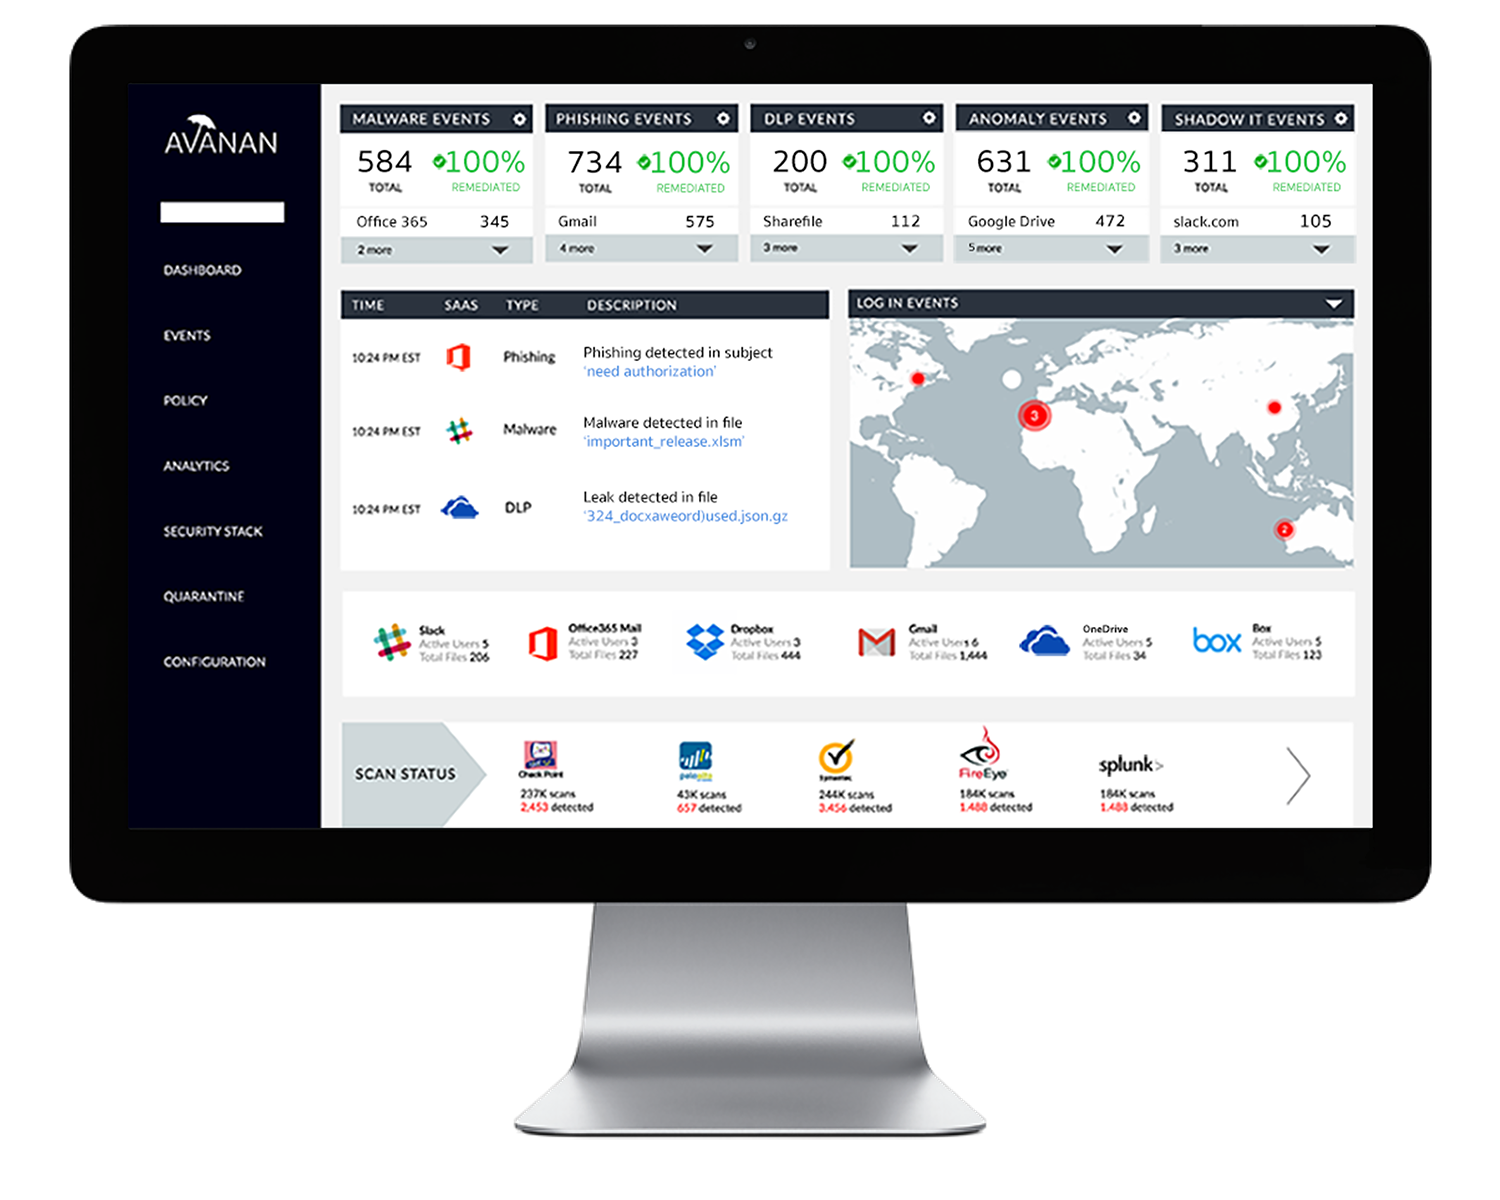 AVANAN
DASHBOARD
EVENTS
POLICY
ANALYTICS
SECURITY STACK
QUARANTINE
CONFIGURATION
MALWARE EVENTS
584 100%
TOTAL REMEDIATED
Office 365 345
2 more
PHISHING EVENTS
734 100%
TOTAL REMEDIATED
Gmail 575
4 more
DLP EVENTS
200 100%
TOTAL REMEDIATED
Sharefile 112
3 more
ANOMALY EVENTS
631 100%
TOTAL REMEDIATED
Google Drive 472
5 more
SHADOW IT EVENTS
311 100%
TOTAL REMEDIATED
slack.com 105
3 more
TIME SAAS TYPE DESCRIPTION
10:24 PM EST Phishing Phishing detected in subject
'need authorization'
10:24 PM EST Malware Malware detected in file
'important_release.xlsm'
10:24 PM EST DLP Leak detected in file
'324_docxaweord)used.json.gz
LOG IN EVENTS
3
2
Slack
Active Users 5
Total Files 206
Office365 Mail
Active Users 3
Total Files 227
Dropbox
Active Users 3
Total Files 444
Gmail
Active Users 6
Total Files 1,444
OneDrive
Active Users 5
Total Files 34
box
Box
Active Users 5
Total Files 123
SCAN STATUS
Check Point
237K scans
2,453 detected
paloalto
43K scans
657 detected
Symantec
244K scans
3,456 detected
FireEye
184K scans
1,488 detected
splunk>
184K scans
1,488 detected